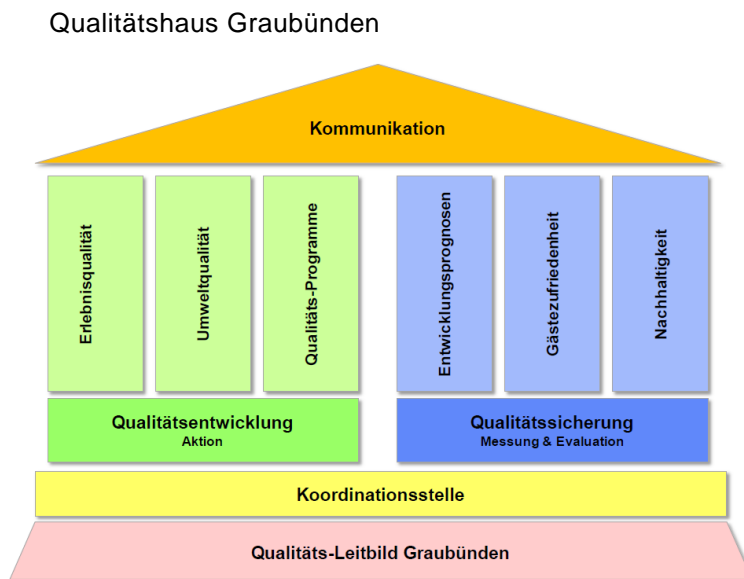 Qualitätshaus Graubünden
Kommunikation
Erlebnisqualität
Umweltqualität
Qualitäts-Programme
Entwicklungsprognosen
Gästezufriedenheit
Nachhaltigkeit
Qualitätsentwicklung
Aktion
Qualitätssicherung
Messung & Evaluation
Koordinationsstelle
Qualitäts-Leitbild Graubünden